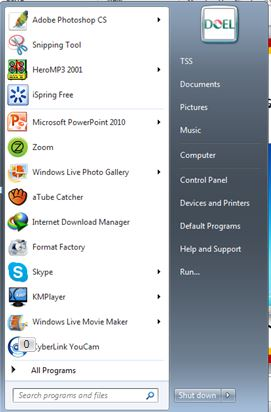 Adobe Photoshop CS
Snipping Tool
HeroMP3 2001
iSpring Free
Microsoft PowerPoint 2010
Zoom
Windows Live Photo Gallery
aTube Catcher
Internet Download Manager
Format Factory
Skype
KMPlayer
Windows Live Movie Maker
0
CyberLink YouCam
All Programs
Search programs and files
DOEL
TSS
Documents
Pictures
Music
Computer
Control Panel
Devices and Printers
Default Programs
Help and Support
Run...
Shut down